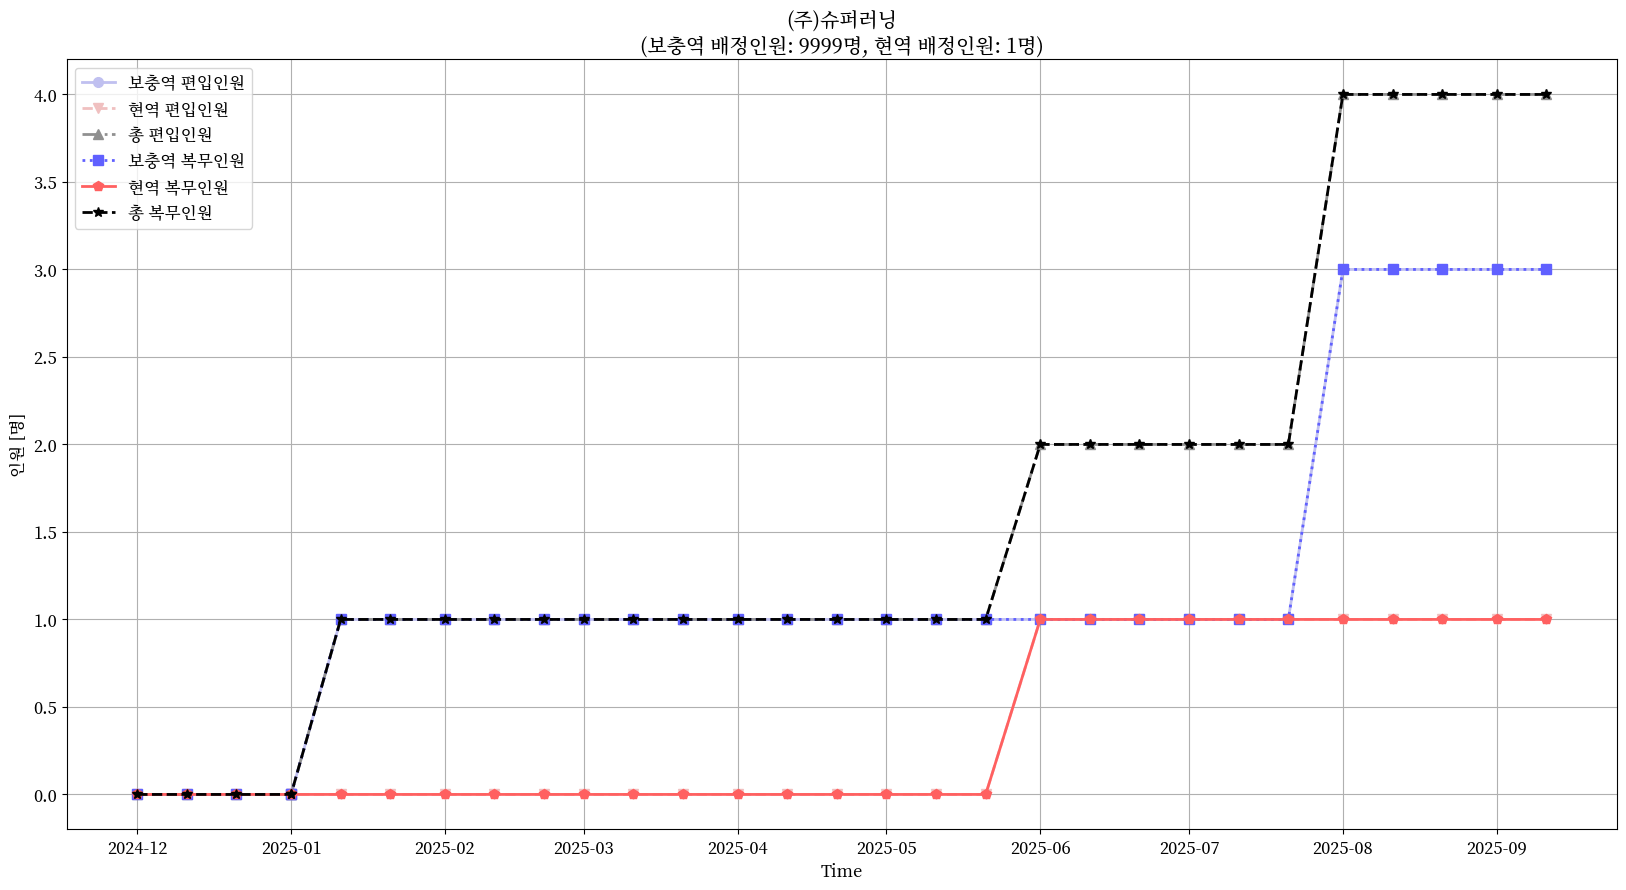 (주)슈퍼러닝
(보충역 배정인원: 9999명, 현역 배정인원: 1명)
보충역 편입인원
현역 편입인원
총 편입인원
보충역 복무인원
현역 복무인원
총 복무인원
4.0
3.5
3.0
2.5
2.0
1.5
1.0
0.5
0.0
인원 [명]
2024-12 2025-01 2025-02 2025-03 2025-04 2025-05 2025-06 2025-07 2025-08 2025-09
Time